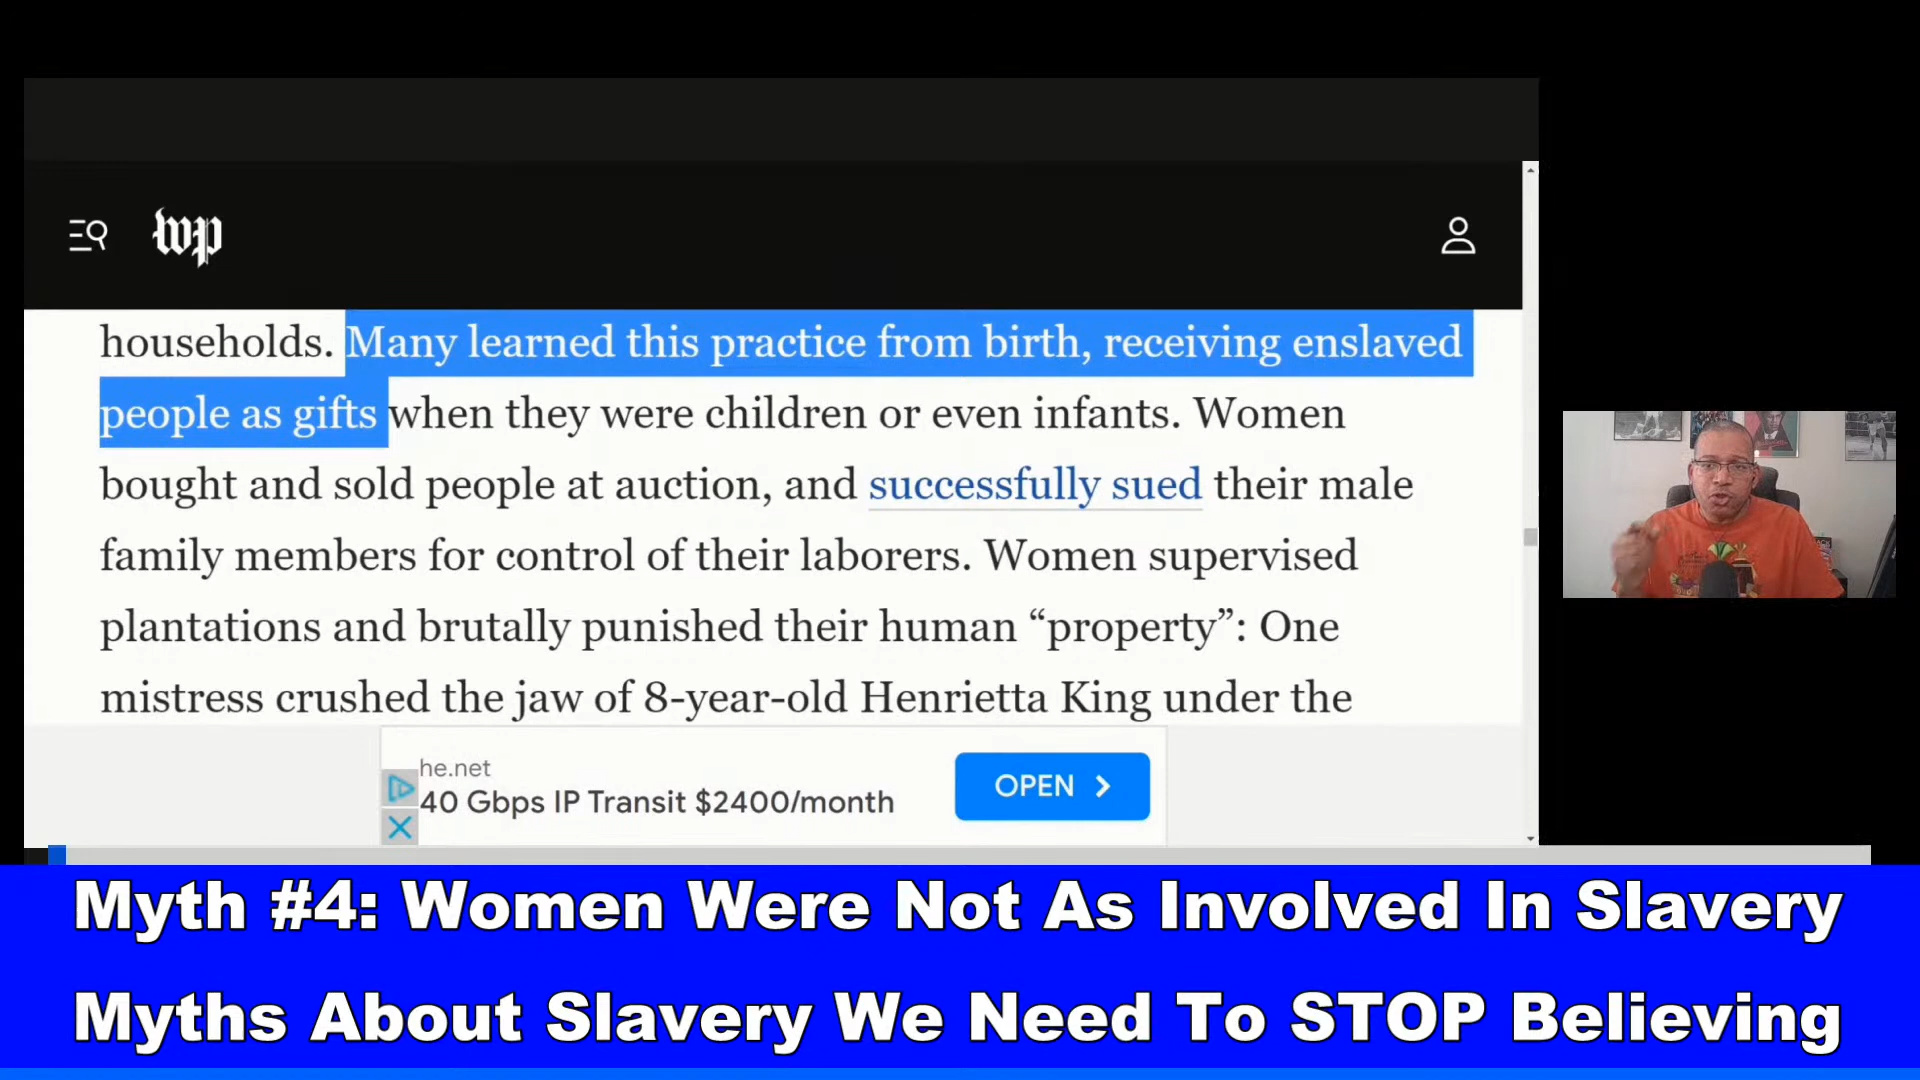 wp
households. Many learned this practice from birth, receiving enslaved
people as gifts when they were children or even infants. Women
bought and sold people at auction, and successfully sued their male
family members for control of their laborers. Women supervised
plantations and brutally punished their human “property”: One
mistress crushed the jaw of 8-year-old Henrietta King under the
he.net
40 Gbps IP Transit $2400/month
OPEN
Myth #4: Women Were Not As Involved In Slavery
Myths About Slavery We Need To STOP Believing